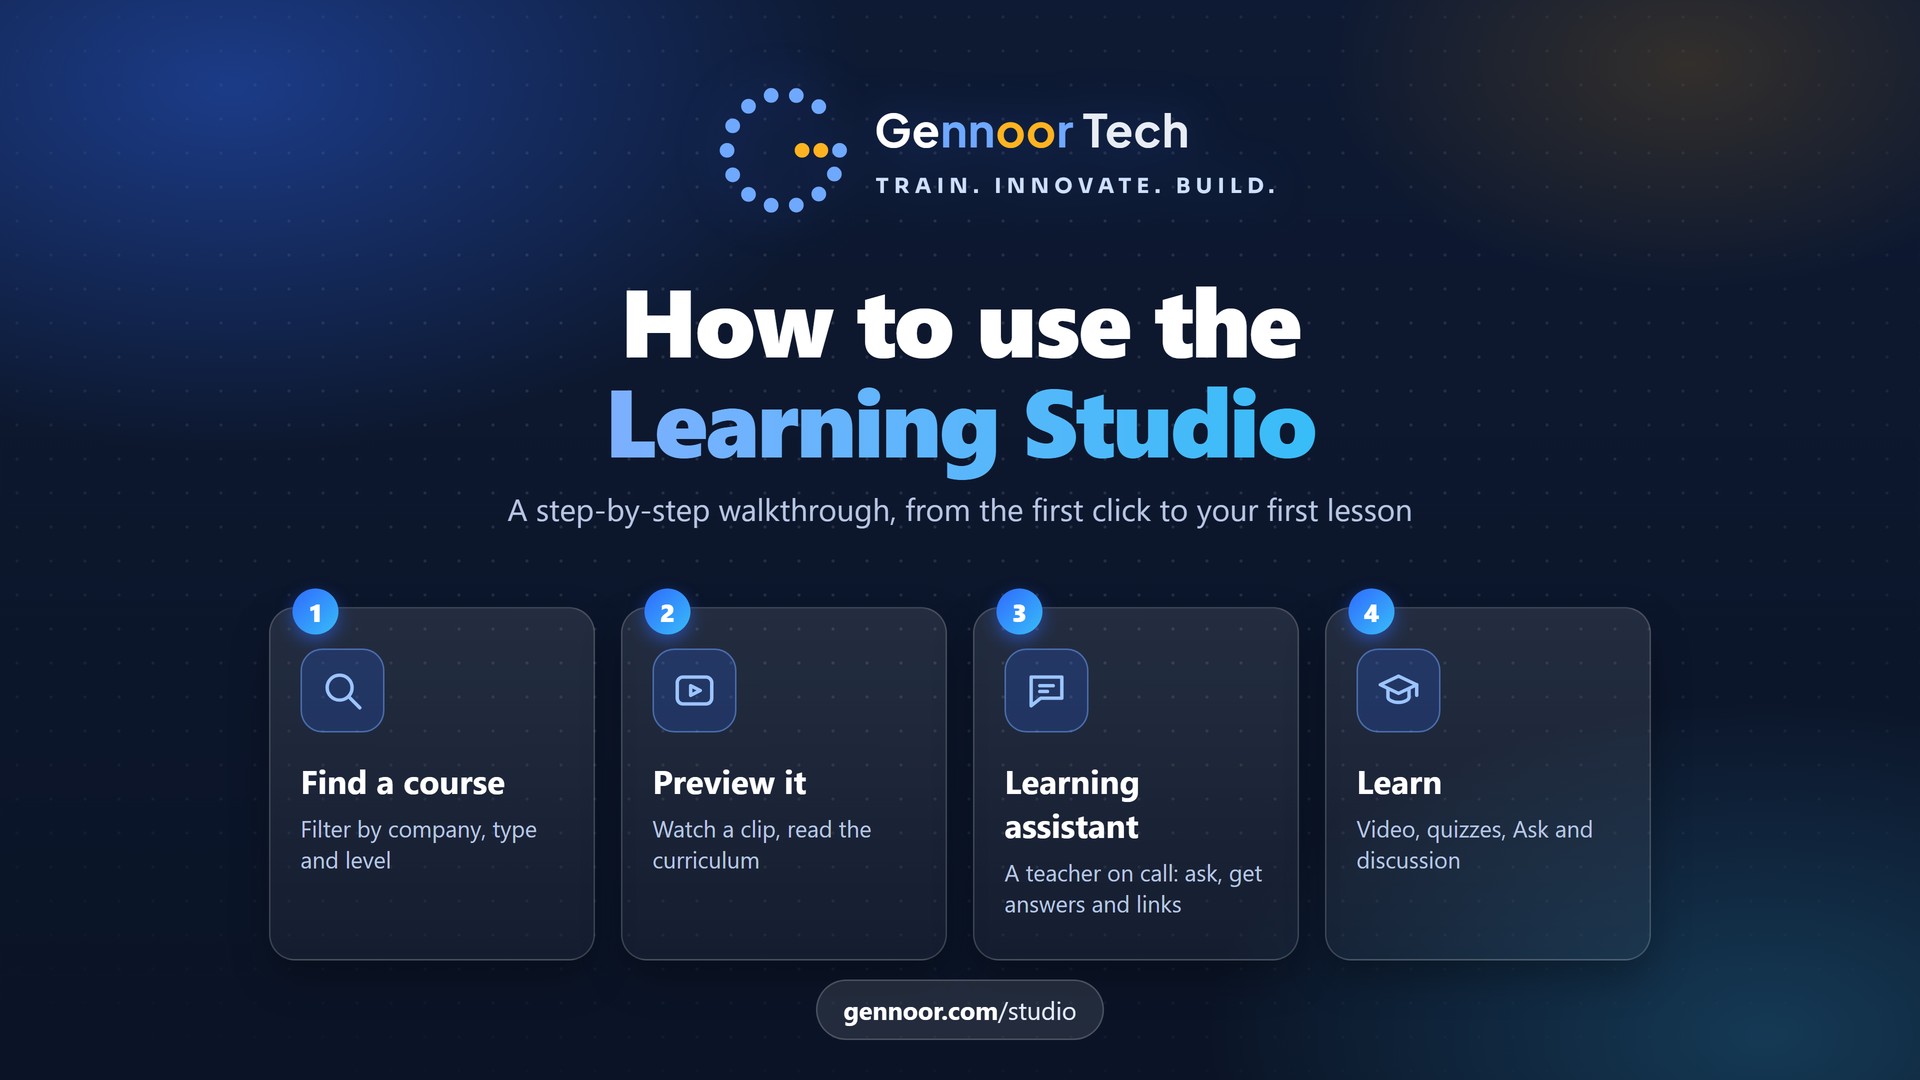 Gennoor Tech
TRAIN. INNOVATE. BUILD.
How to use the
Learning Studio
A step-by-step walkthrough, from the first click to your first lesson
1
Find a course
Filter by company, type
and level
2
Preview it
Watch a clip, read the
curriculum
3
Learning
assistant
A teacher on call: ask, get
answers and links
4
Learn
Video, quizzes, Ask and
discussion
gennoor.com/studio